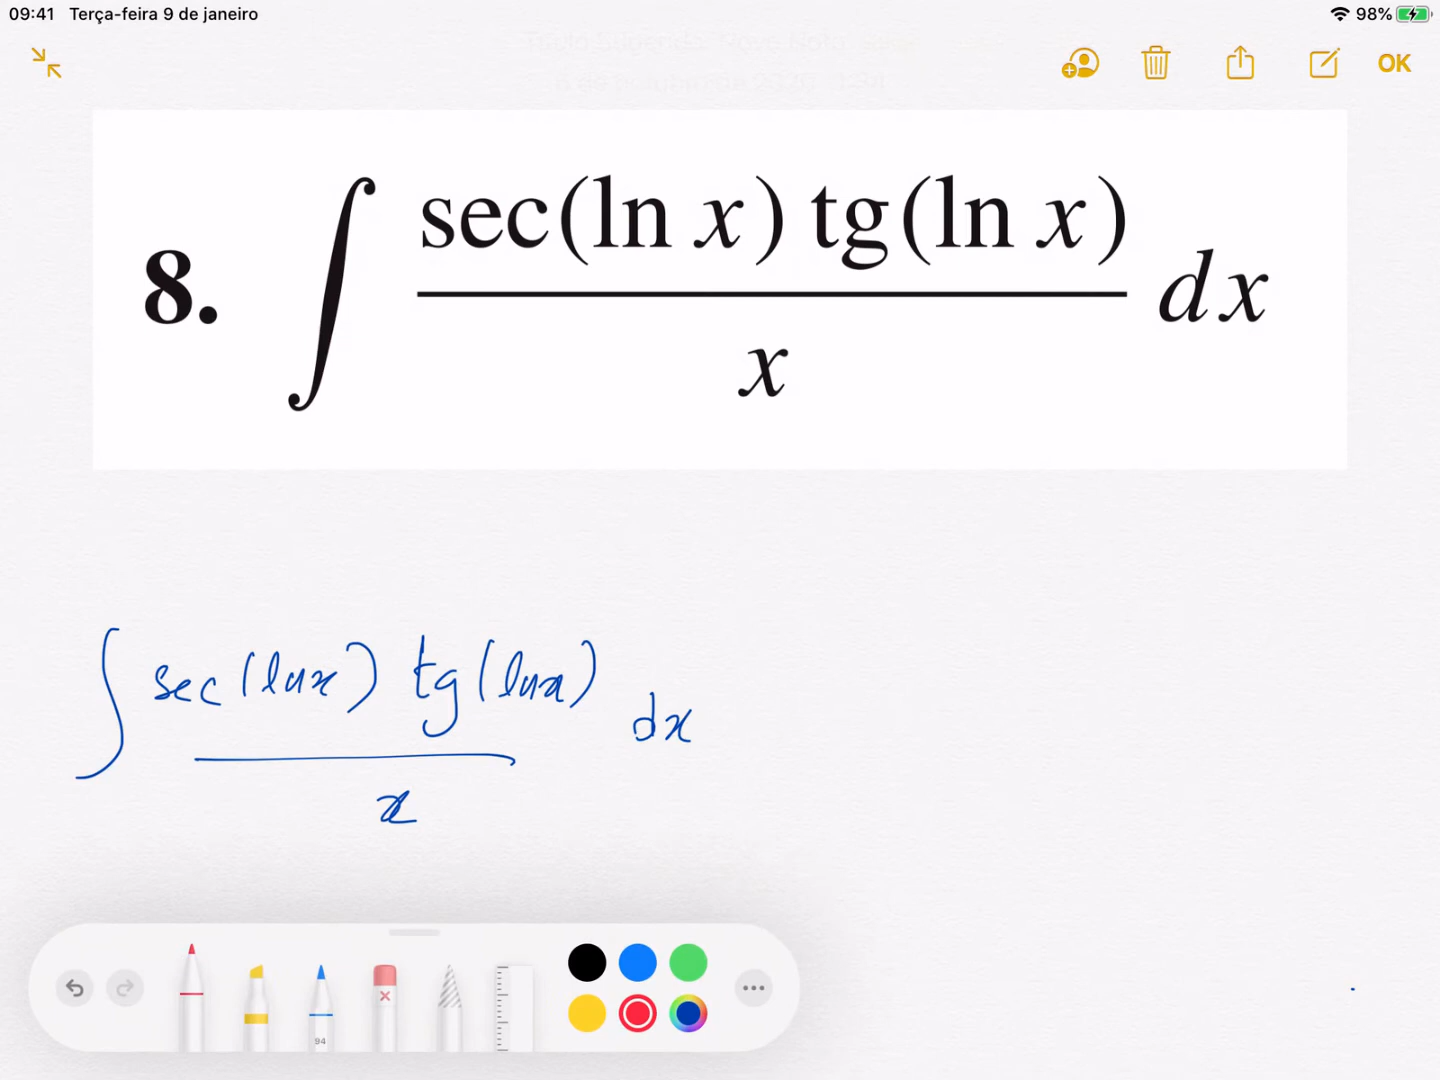 09:41 Terça-feira 9 de janeiro 98%
OK
8. ∫ sec(ln x) tg(ln x) / x dx
∫ sec(lnx) tg(lnx) / x dx
94